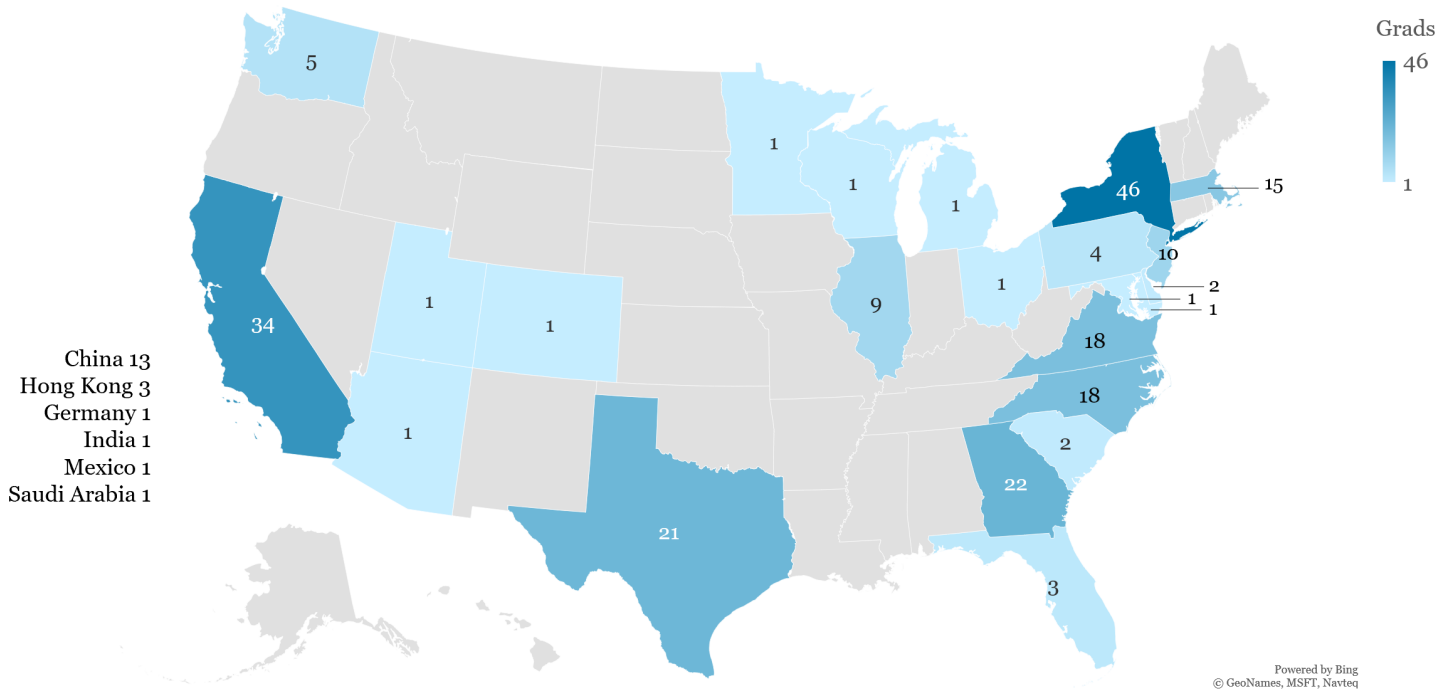 Grads
46
1
5
1
1
1
46
15
4
10
2
1
1
34
1
1
9
1
18
18
1
2
22
21
3
China 13
Hong Kong 3
Germany 1
India 1
Mexico 1
Saudi Arabia 1
Powered by Bing
© GeoNames, MSFT, Navteq